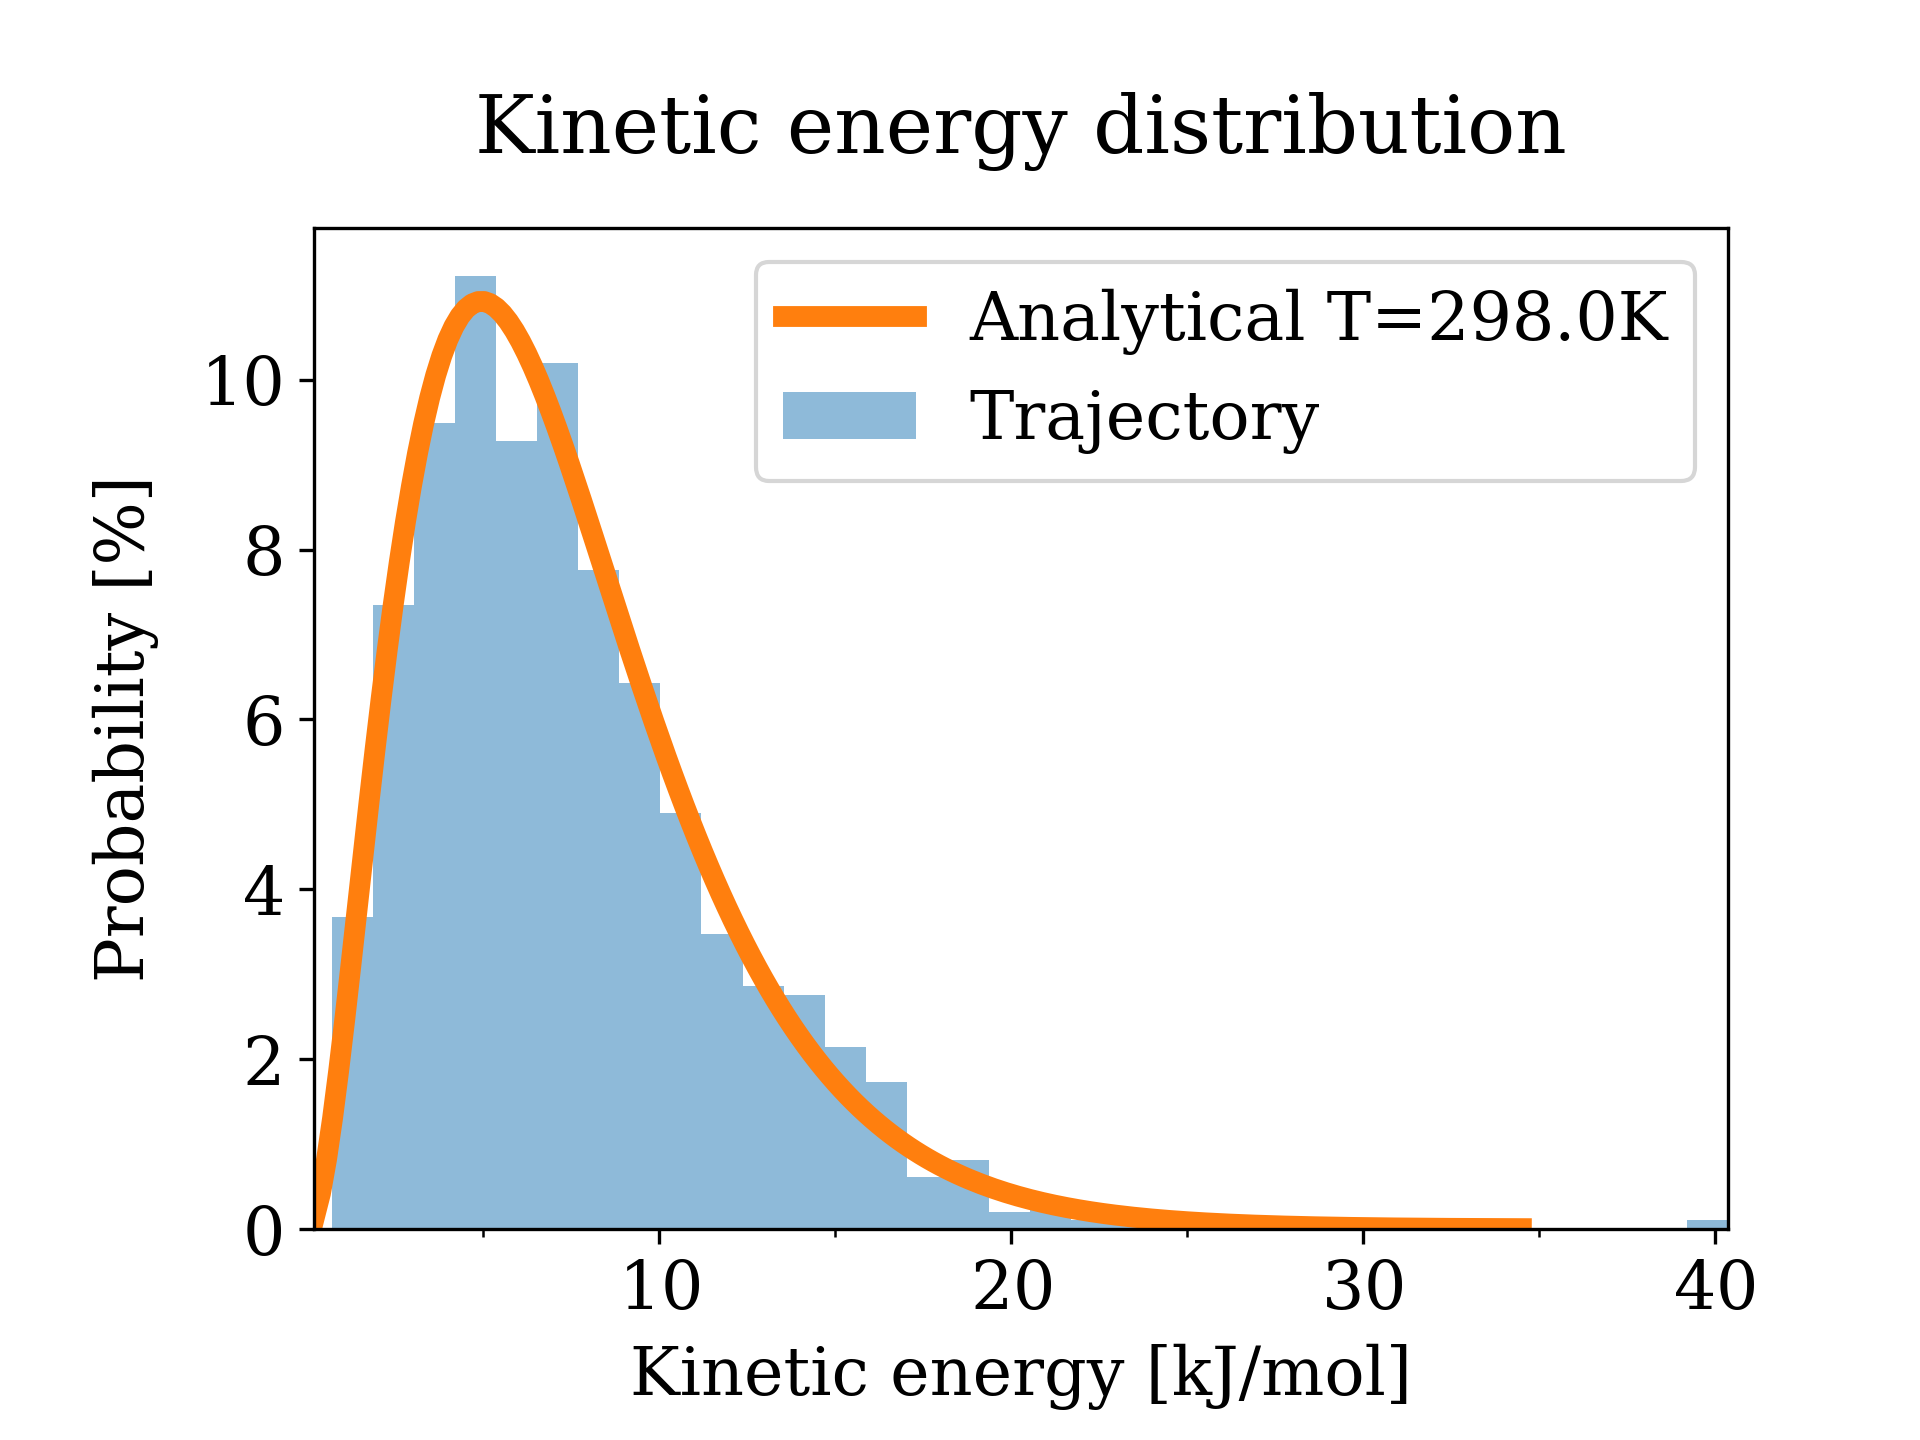 Kinetic energy distribution
Analytical T=298.0K
Trajectory
Probability [%]
10
8
6
4
2
0
10
20
30
40
Kinetic energy [kJ/mol]